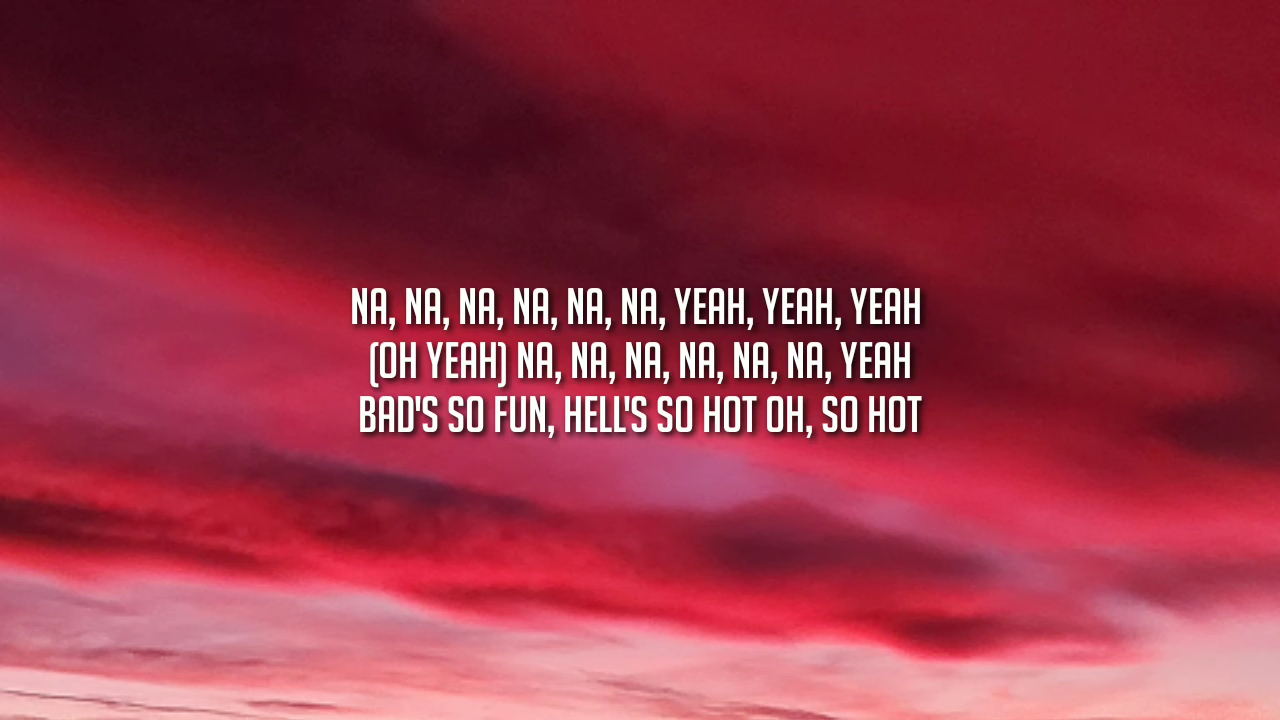 NA, NA, NA, NA, NA, NA, YEAH, YEAH, YEAH
(OH YEAH) NA, NA, NA, NA, NA, NA, YEAH
BAD'S SO FUN, HELL'S SO HOT OH, SO HOT